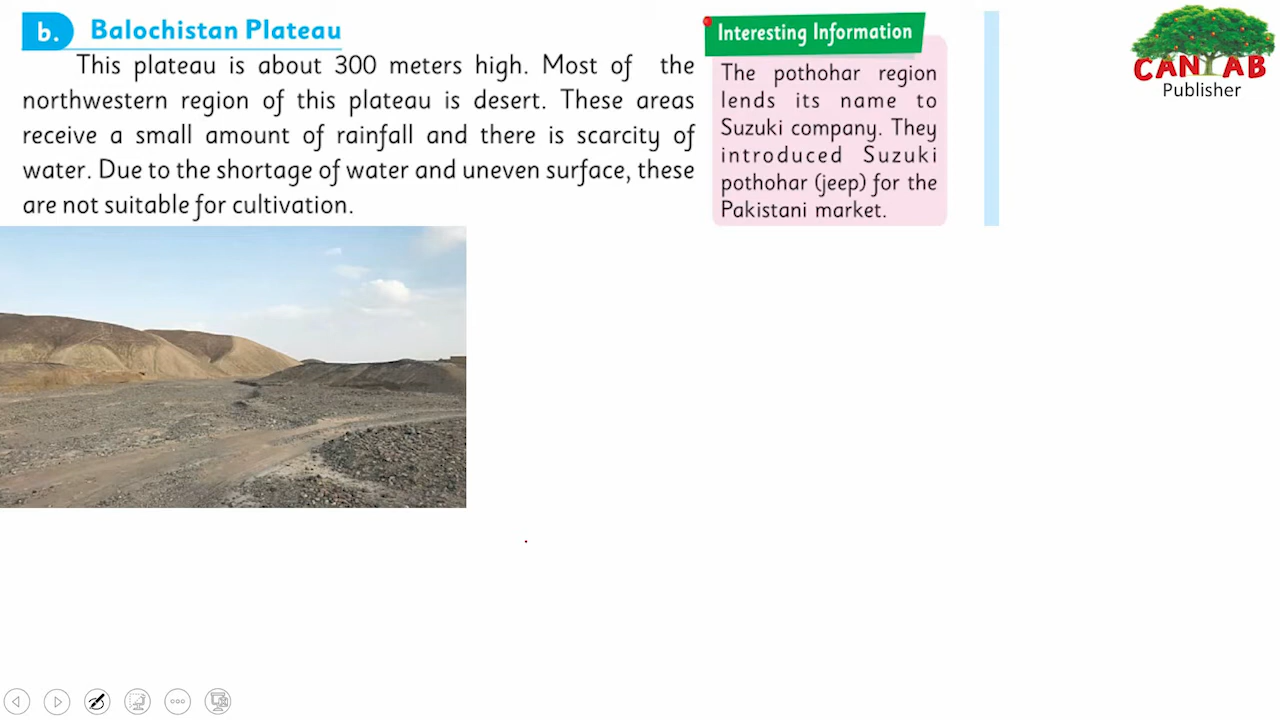 b. Balochistan Plateau
This plateau is about 300 meters high. Most of the
northwestern region of this plateau is desert. These areas
receive a small amount of rainfall and there is scarcity of
water. Due to the shortage of water and uneven surface, these
are not suitable for cultivation.
Interesting Information
The pothohar region
lends its name to
Suzuki company. They
introduced Suzuki
pothohar (jeep) for the
Pakistani market.
CANTAB
Publisher